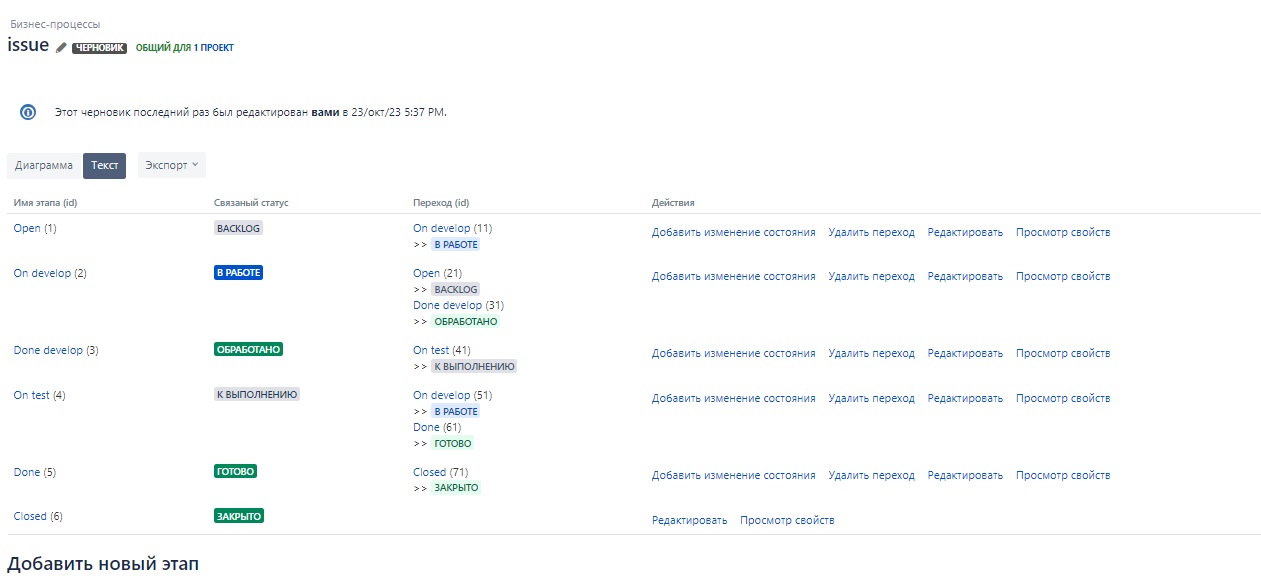 Бизнес-процессы
issue ЧЕРНОВИК ОБЩИЙ ДЛЯ 1 ПРОЕКТ
Этот черновик последний раз был редактирован вами в 23/окт/23 5:37 PM.
Диаграмма Текст Экспорт
Имя этапа (id) Связаный статус Переход (id) Действия
Open (1) BACKLOG On develop (11) Добавить изменение состояния Удалить переход Редактировать Просмотр свойств
>> В РАБОТЕ
On develop (2) В РАБОТЕ Open (21) Добавить изменение состояния Удалить переход Редактировать Просмотр свойств
>> BACKLOG
Done develop (31)
>> ОБРАБОТАНО
Done develop (3) ОБРАБОТАНО On test (41) Добавить изменение состояния Удалить переход Редактировать Просмотр свойств
>> К ВЫПОЛНЕНИЮ
On test (4) К ВЫПОЛНЕНИЮ On develop (51) Добавить изменение состояния Удалить переход Редактировать Просмотр свойств
>> В РАБОТЕ
Done (61)
>> ГОТОВО
Done (5) ГОТОВО Closed (71) Добавить изменение состояния Удалить переход Редактировать Просмотр свойств
>> ЗАКРЫТО
Closed (6) ЗАКРЫТО Редактировать Просмотр свойств
Добавить новый этап